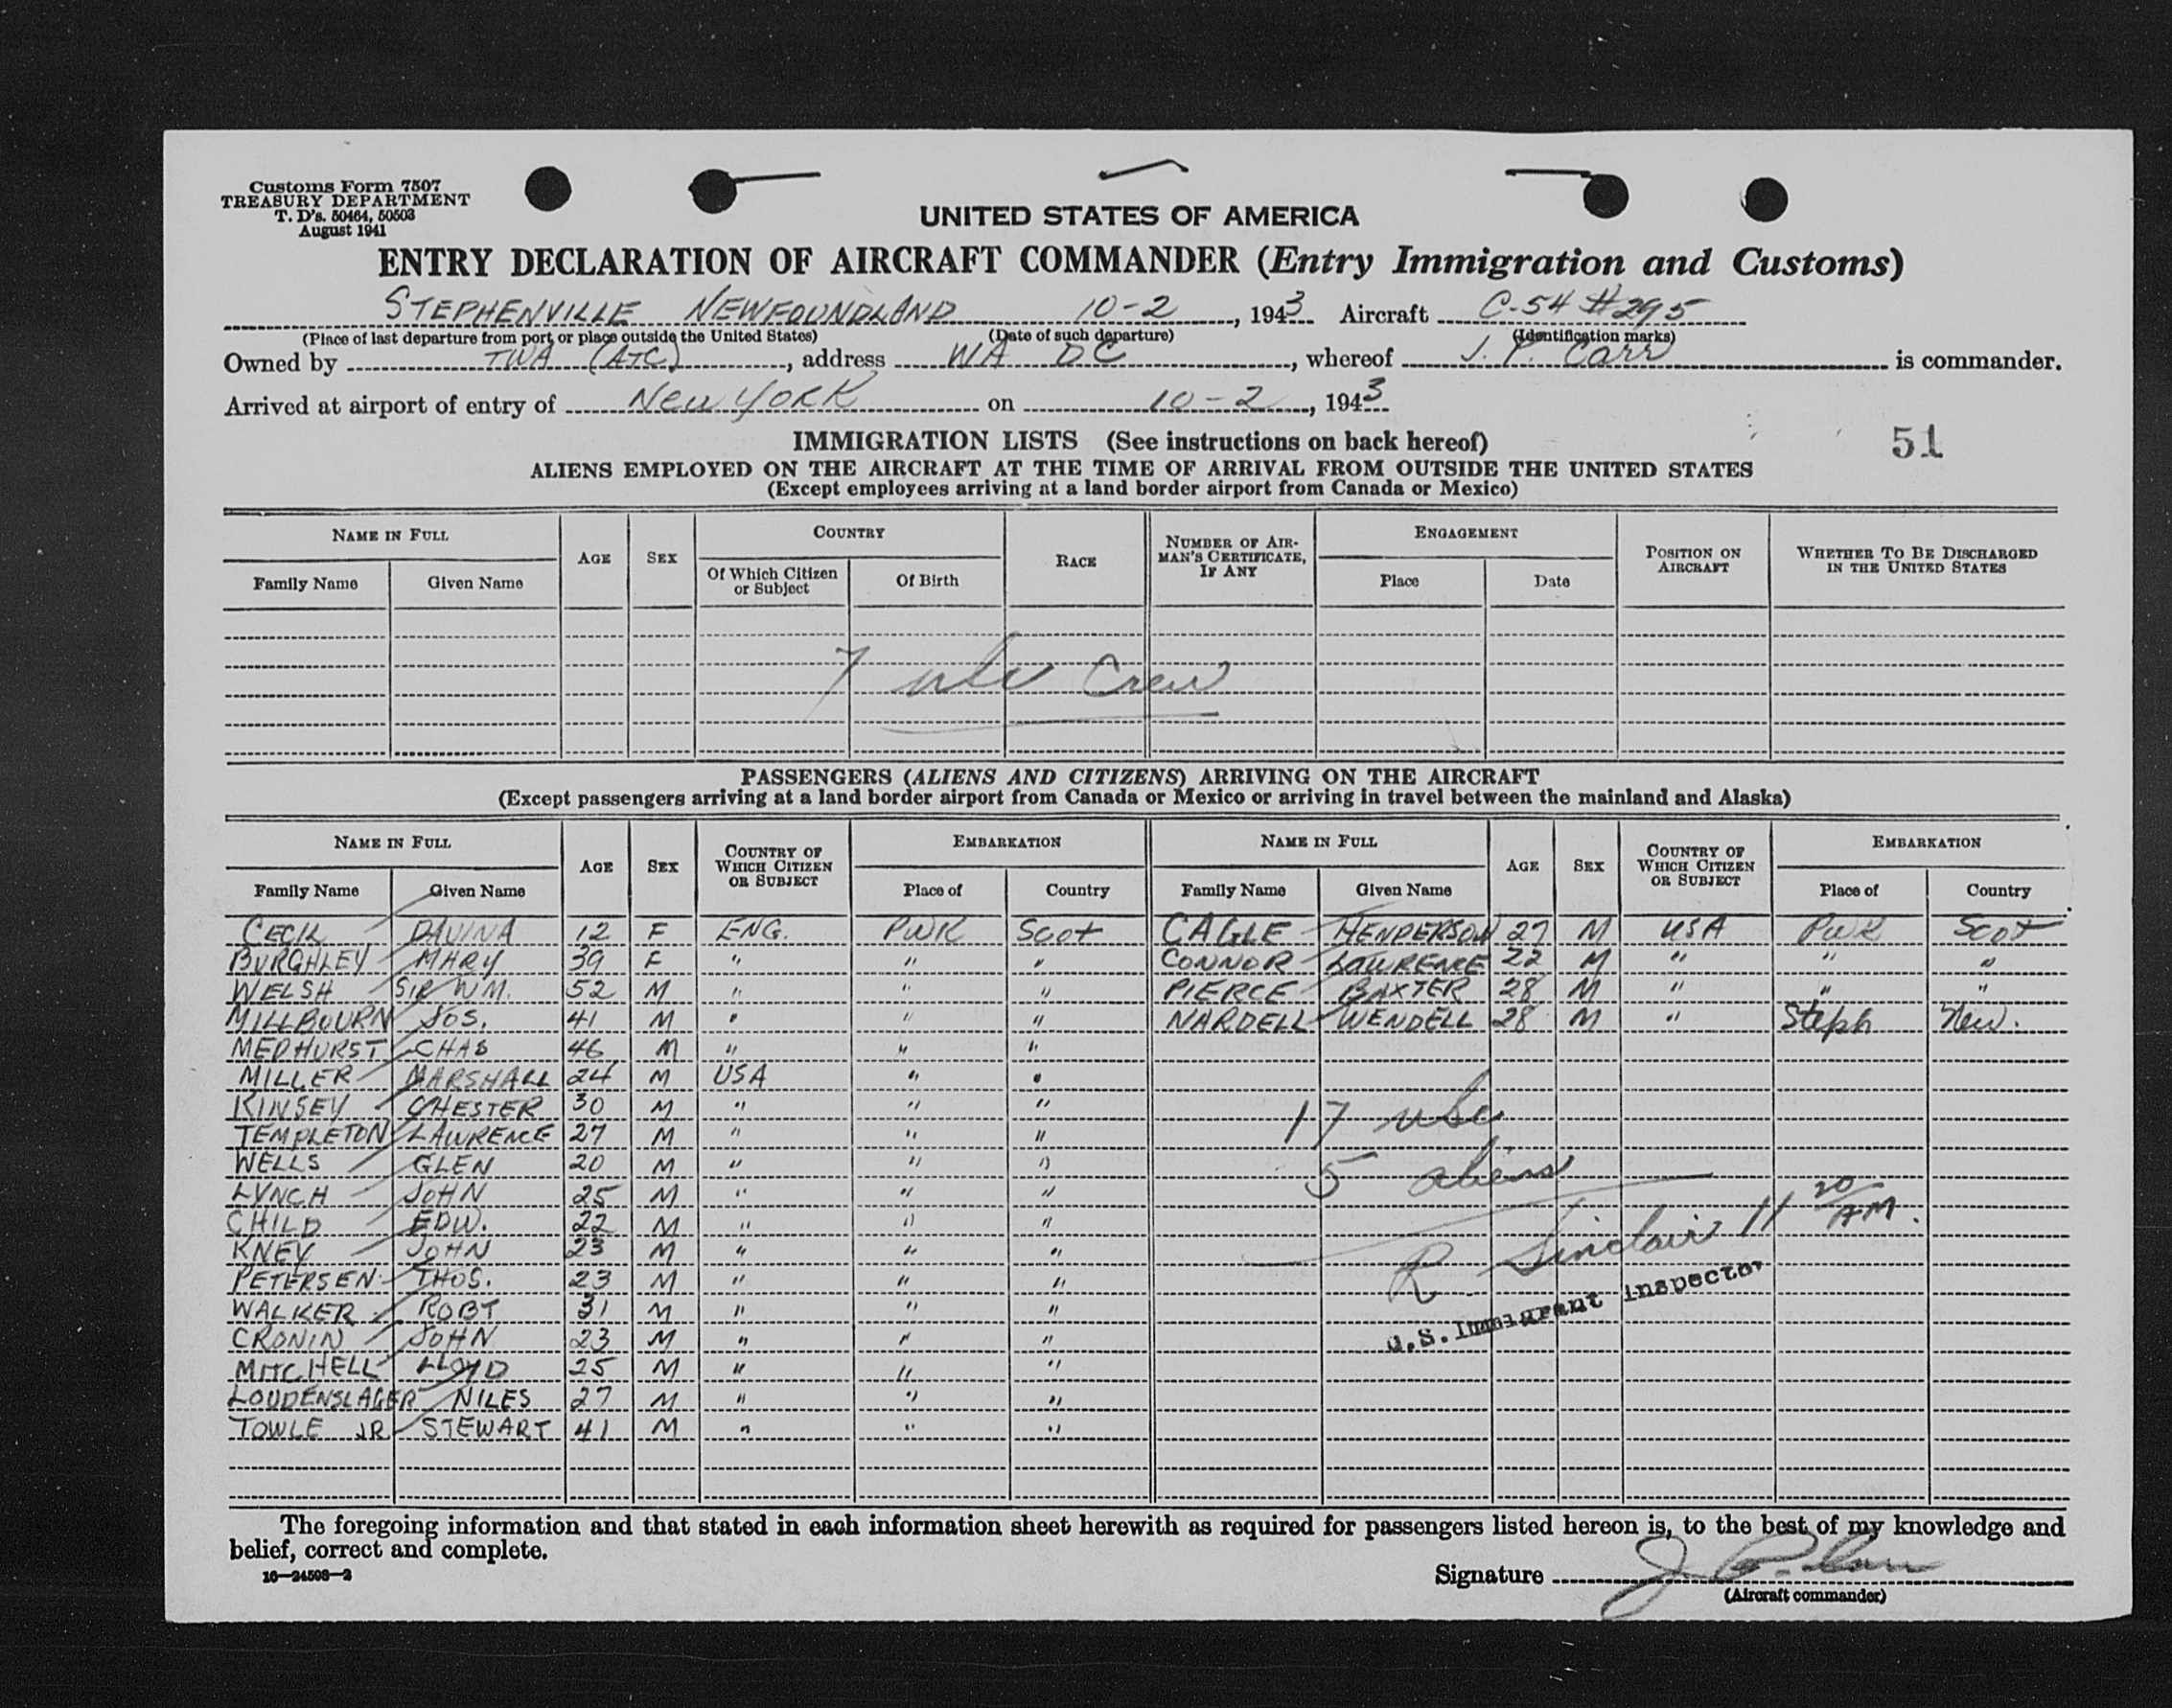 Customs Form 7507
TREASURY DEPARTMENT
T. D's. 50464, 50503
August 1941
UNITED STATES OF AMERICA
ENTRY DECLARATION OF AIRCRAFT COMMANDER (Entry Immigration and Customs)
STEPHENVILLE NEWFOUNDLAND 10-2, 1943 Aircraft C-54 #295
(Place of last departure from port or place outside the United States) (Date of such departure) (Identification marks)
Owned by TWA (ATC), address WA DC, whereof J. P. Carr is commander.
Arrived at airport of entry of New York on 10-2, 1943
IMMIGRATION LISTS (See instructions on back hereof) 51
ALIENS EMPLOYED ON THE AIRCRAFT AT THE TIME OF ARRIVAL FROM OUTSIDE THE UNITED STATES
(Except employees arriving at a land border airport from Canada or Mexico)
NAME IN FULL AGE SEX COUNTRY RACE NUMBER OF AIRMAN'S CERTIFICATE, IF ANY ENGAGEMENT POSITION ON AIRCRAFT WHETHER TO BE DISCHARGED IN THE UNITED STATES
Family Name Given Name Of Which Citizen or Subject Of Birth Place Date
7 usc Crew
PASSENGERS (ALIENS AND CITIZENS) ARRIVING ON THE AIRCRAFT
(Except passengers arriving at a land border airport from Canada or Mexico or arriving in travel between the mainland and Alaska)
NAME IN FULL AGE SEX COUNTRY OF WHICH CITIZEN OR SUBJECT EMBARKATION NAME IN FULL AGE SEX COUNTRY OF WHICH CITIZEN OR SUBJECT EMBARKATION
Family Name Given Name Place of Country Family Name Given Name Place of Country
CECIL DAVINA 12 F ENG. PWK Scot CAGLE HENDERSON 27 M USA PWK Scot
BURGHLEY MARY 39 F " " " CONNOR LAWRENCE 22 M " " "
WELSH SIR WM. 52 M " " " PIERCE BAXTER 28 M " " "
MILLBOURN JOS. 41 M " " " NARDELL WENDELL 28 M " Steph New.
MEDHURST CHAS 46 M " " "
MILLER MARSHALL 24 M USA " "
KINSEY CHESTER 30 M " " "
TEMPLETON LAWRENCE 27 M " " "
WELLS GLEN 20 M " " "
LYNCH JOHN 25 M " " "
CHILD EDW. 22 M " " "
KNEY JOHN 23 M " " "
PETERSEN THOS. 23 M " " "
WALKER ROBT 31 M " " "
CRONIN JOHN 23 M " " "
MITCHELL LLOYD 25 M " " "
LOUDENSLAGER NILES 27 M " " "
TOWLE JR STEWART 41 M " " "
17 usc
5 aliens
R Sinclair 11 20/AM.
U.S. Immigrant Inspector
The foregoing information and that stated in each information sheet herewith as required for passengers listed hereon is, to the best of my knowledge and
belief, correct and complete.
16—24508-2
Signature J. P. Carr
(Aircraft commander)